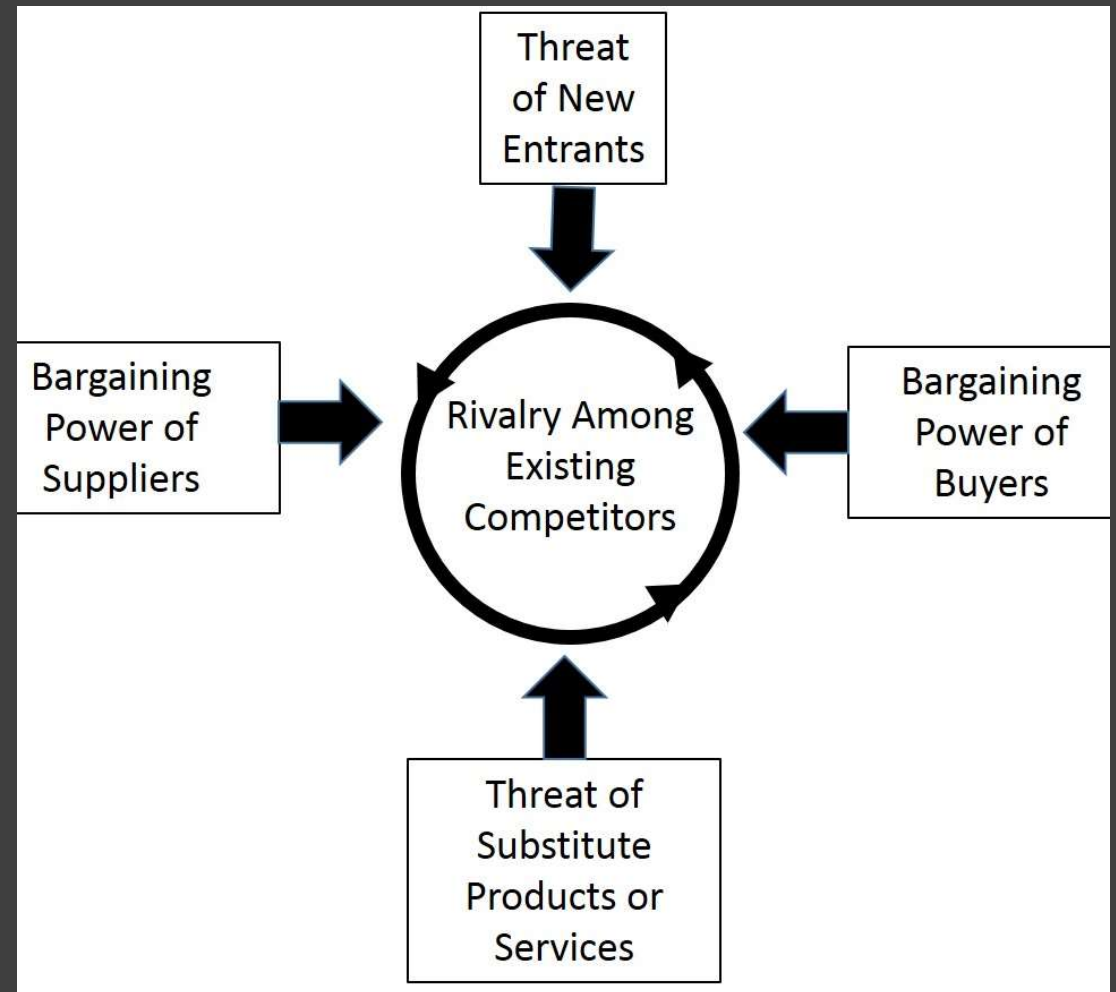 Threat
of New
Entrants
Bargaining
Power of
Suppliers
Rivalry Among
Existing
Competitors
Bargaining
Power of
Buyers
Threat of
Substitute
Products or
Services